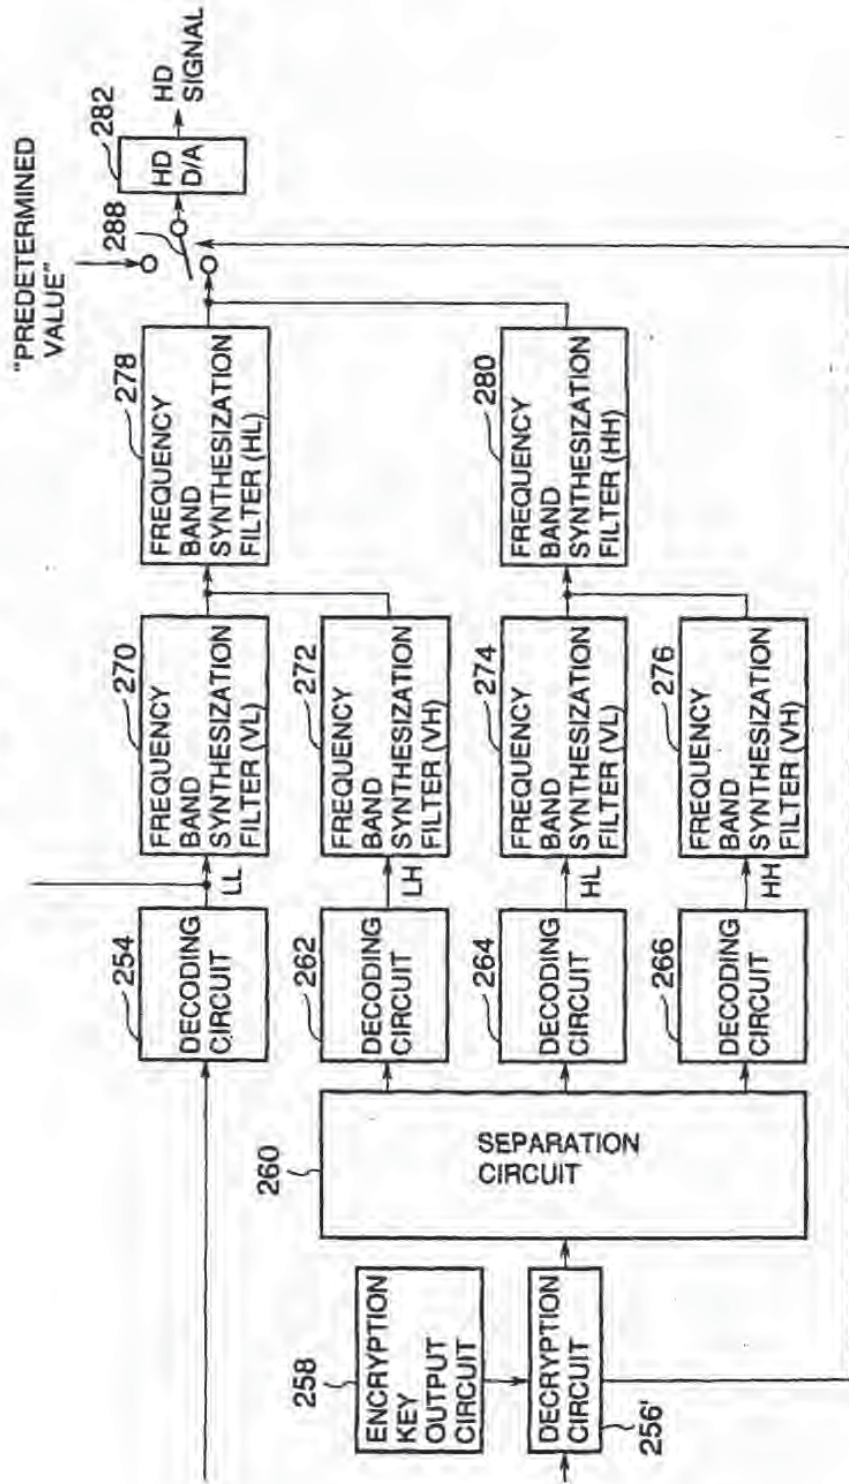 "PREDETERMINED
VALUE"
288
282
HD
D/A
HD
SIGNAL
254
DECODING
CIRCUIT
LL
270
FREQUENCY
BAND
SYNTHESIZATION
FILTER (VL)
278
FREQUENCY
BAND
SYNTHESIZATION
FILTER (HL)
262
DECODING
CIRCUIT
LH
272
FREQUENCY
BAND
SYNTHESIZATION
FILTER (VH)
260
SEPARATION
CIRCUIT
264
DECODING
CIRCUIT
HL
274
FREQUENCY
BAND
SYNTHESIZATION
FILTER (VL)
280
FREQUENCY
BAND
SYNTHESIZATION
FILTER (HH)
266
DECODING
CIRCUIT
HH
276
FREQUENCY
BAND
SYNTHESIZATION
FILTER (VH)
258
ENCRYPTION
KEY
OUTPUT
CIRCUIT
DECRYPTION
CIRCUIT
256'